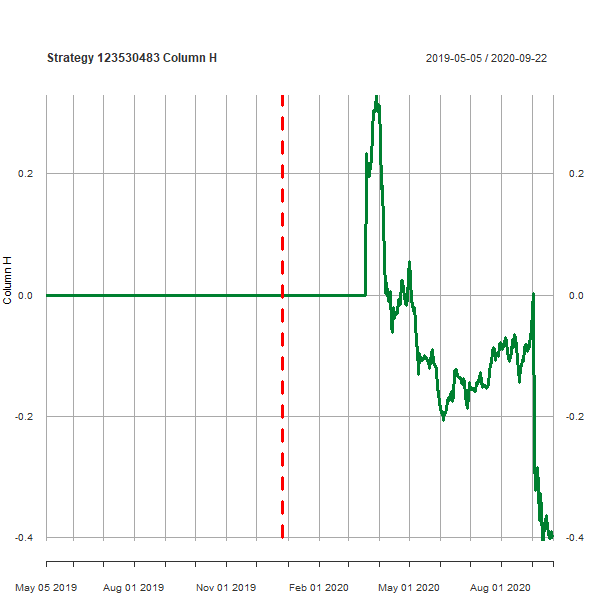 Strategy 123530483 Column H 2019-05-05 / 2020-09-22
0.2 0.2
Column H
0.0 0.0
-0.2 -0.2
-0.4 -0.4
May 05 2019 Aug 01 2019 Nov 01 2019 Feb 01 2020 May 01 2020 Aug 01 2020